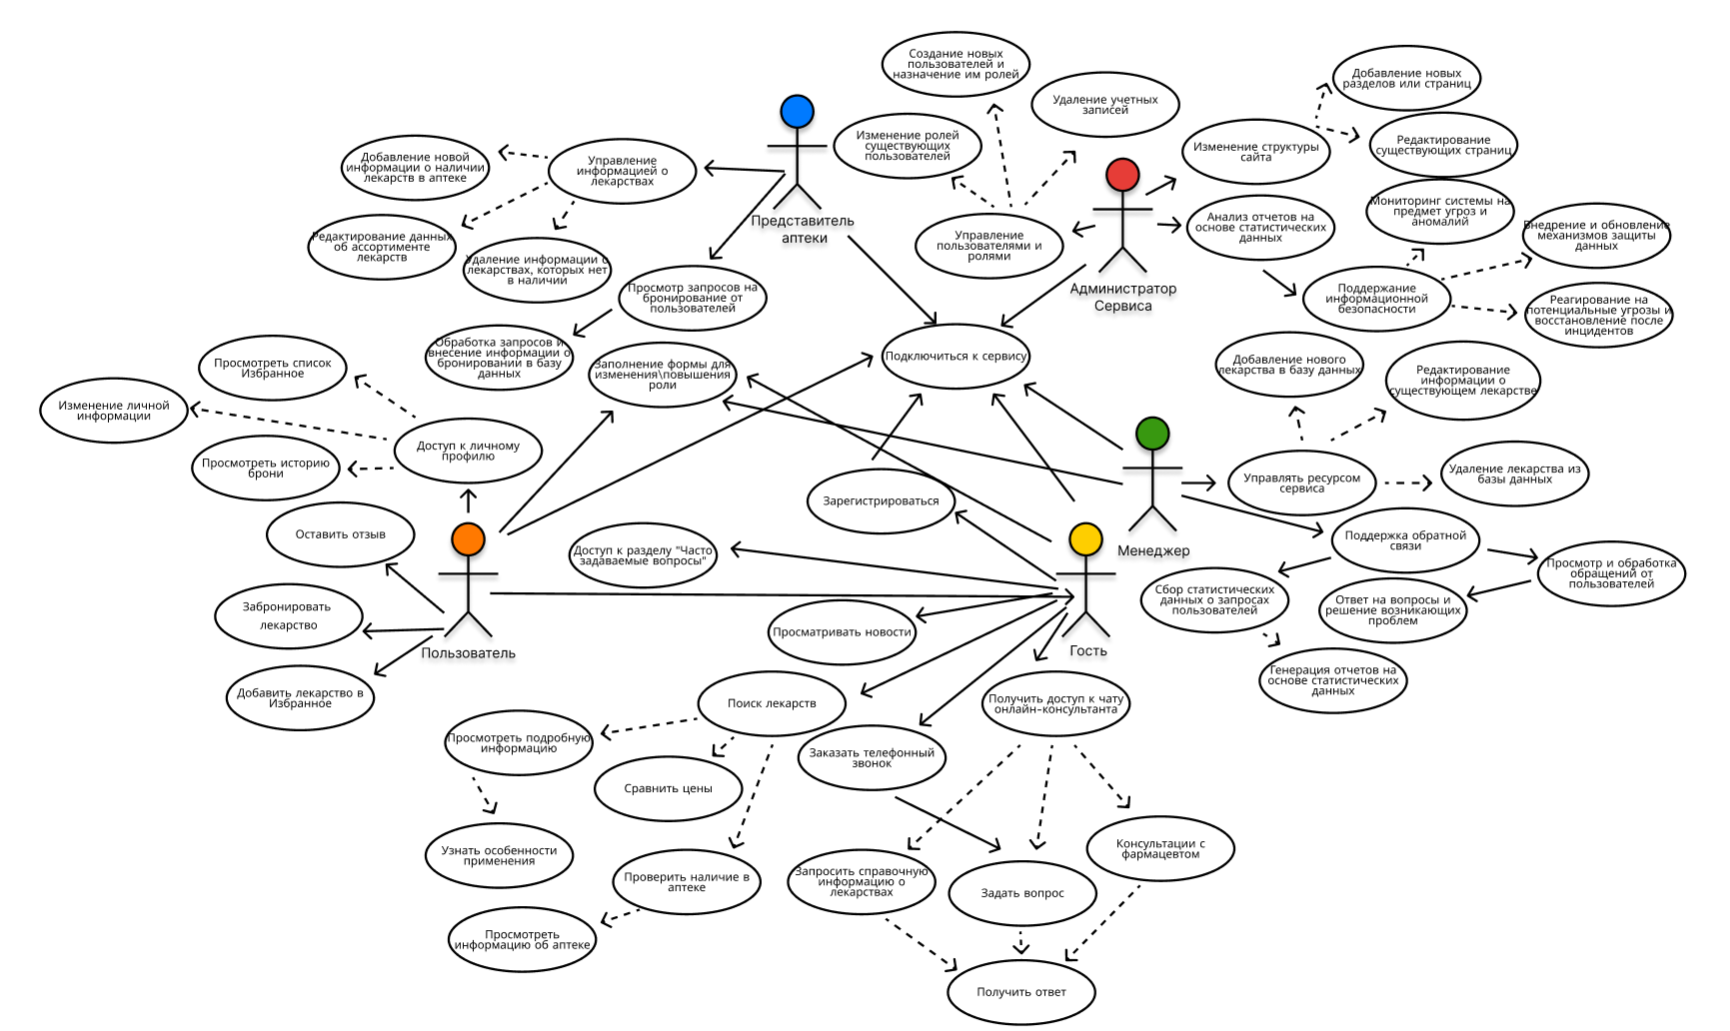 Создание новых
пользователей и
назначение им ролей
Удаление учетных
записей
Добавление новых
разделов или страниц
Изменение ролей
существующих
пользователей
Изменение структуры
сайта
Редактирование
существующих страниц
Добавление новой
информации о наличии
лекарств в аптеке
Управление
информацией о
лекарствах
Представитель
аптеки
Мониторинг системы на
предмет угроз и
аномалий
Анализ отчетов на
основе статистических
данных
Внедрение и обновление
механизмов защиты
данных
Редактирование данных
об ассортименте
лекарств
Удаление информации о
лекарствах, которых нет
в наличии
Управление
пользователями и
ролями
Администратор
Сервиса
Просмотр запросов на
бронирование от
пользователей
Поддержание
информационной
безопасности
Реагирование на
потенциальные угрозы и
восстановление после
инцидентов
Обработка запросов и
внесение информации о
бронировании в базу
данных
Заполнение формы для
изменения\повышения
роли
Подключиться к сервису
Добавление нового
лекарства в базу данных
Редактирование
информации о
существующем лекарстве
Просмотреть список
Избранное
Изменение личной
информации
Доступ к личному
профилю
Просмотреть историю
брони
Зарегистрироваться
Управлять ресурсом
сервиса
Удаление лекарства из
базы данных
Менеджер
Оставить отзыв
Доступ к разделу "Часто
задаваемые вопросы"
Поддержка обратной
связи
Просмотр и обработка
обращений от
пользователей
Сбор статистических
данных о запросах
пользователей
Ответ на вопросы и
решение возникающих
проблем
Забронировать
лекарство
Просматривать новости
Пользователь
Гость
Генерация отчетов на
основе статистических
данных
Добавить лекарство в
Избранное
Поиск лекарств
Получить доступ к чату
онлайн-консультанта
Просмотреть подробную
информацию
Заказать телефонный
звонок
Сравнить цены
Узнать особенности
применения
Консультации с
фармацевтом
Проверить наличие в
аптеке
Запросить справочную
информацию о
лекарствах
Задать вопрос
Просмотреть
информацию об аптеке
Получить ответ